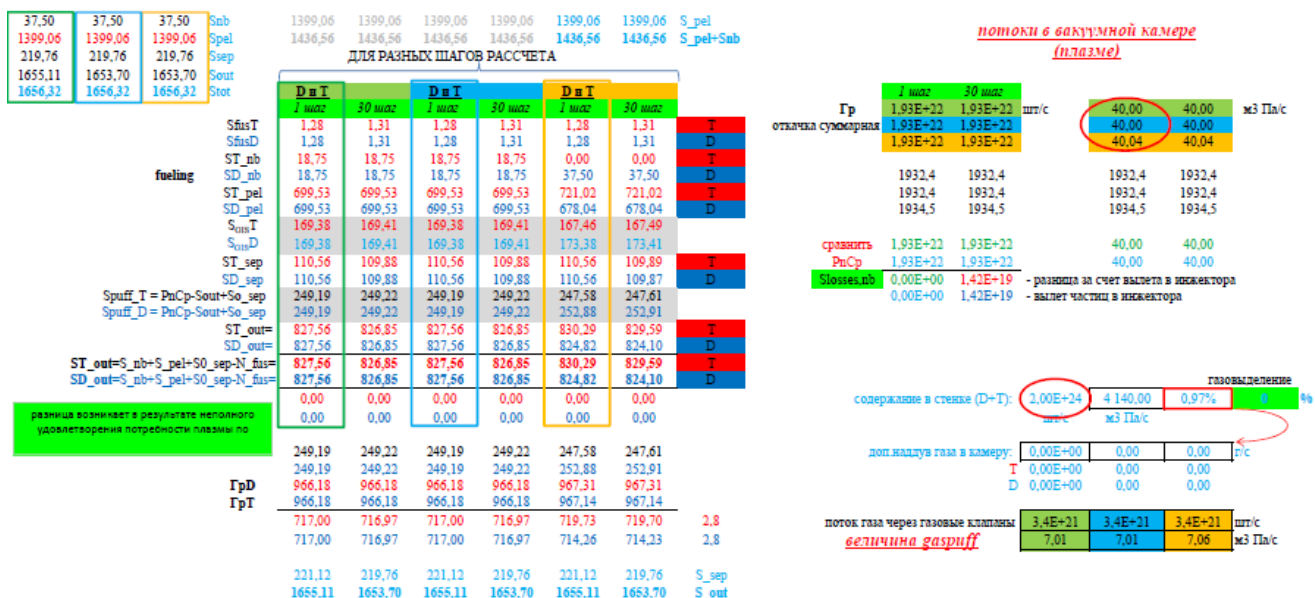 37,50 37,50 37,50 Snb
1399,06 1399,06 1399,06 Spel
219,76 219,76 219,76 Ssep
1655,11 1653,70 1653,70 Sout
1656,32 1656,32 1656,32 Stot
1399,06 1399,06 1399,06 1399,06 1399,06 1399,06 S_pel
1436,56 1436,56 1436,56 1436,56 1436,56 1436,56 S_pel+Snb
ДЛЯ РАЗНЫХ ШАГОВ РАССЧЕТА
D и T D и T D и T
1 шаг 30 шаг 1 шаг 30 шаг 1 шаг 30 шаг
SfusT 1,28 1,31 1,28 1,31 1,28 1,31 T
SfusD 1,28 1,31 1,28 1,31 1,28 1,31 D
ST_nb 18,75 18,75 18,75 18,75 0,00 0,00 T
fueling SD_nb 18,75 18,75 18,75 18,75 37,50 37,50 D
ST_pel 699,53 699,53 699,53 699,53 721,02 721,02 T
SD_pel 699,53 699,53 699,53 699,53 678,04 678,04 D
SGIST 169,38 169,41 169,38 169,41 167,46 167,49
SGISD 169,38 169,41 169,38 169,41 173,38 173,41
ST_sep 110,56 109,88 110,56 109,88 110,56 109,89 T
SD_sep 110,56 109,88 110,56 109,88 110,56 109,87 D
Spuff_T = PnCp-Sout+So_sep 249,19 249,22 249,19 249,22 247,58 247,61
Spuff_D = PnCp-Sout+So_sep 249,19 249,22 249,19 249,22 252,88 252,91
ST_out= 827,56 826,85 827,56 826,85 830,29 829,59 T
SD_out= 827,56 826,85 827,56 826,85 824,82 824,10 D
ST_out=S_nb+S_pel+S0_sep-N_fus= 827,56 826,85 827,56 826,85 830,29 829,59 T
SD_out=S_nb+S_pel+S0_sep-N_fus= 827,56 826,85 827,56 826,85 824,82 824,10 D
0,00 0,00 0,00 0,00 0,00 0,00
0,00 0,00 0,00 0,00 0,00 0,00
разница возникает в результате неполного
удовлетворения потребности плазмы по
249,19 249,22 249,19 249,22 247,58 247,61
249,19 249,22 249,19 249,22 252,88 252,91
ГрD 966,18 966,18 966,18 966,18 967,31 967,31
ГрT 966,18 966,18 966,18 966,18 967,14 967,14
717,00 716,97 717,00 716,97 719,73 719,70 2,8
717,00 716,97 717,00 716,97 714,26 714,23 2,8
221,12 219,76 221,12 219,76 221,12 219,76 S_sep
1655,11 1653,70 1655,11 1653,70 1655,11 1653,70 S_out
потоки в вакуумной камере
(плазме)
1 шаг 30 шаг
Гр 1,93E+22 1,93E+22 шт/с 40,00 40,00 м3 Па/с
откачка суммарная 1,93E+22 1,93E+22 40,00 40,00
1,93E+22 1,93E+22 40,04 40,04
1932,4 1932,4 1932,4 1932,4
1932,4 1932,4 1932,4 1932,4
1934,5 1934,5 1934,5 1934,5
сравнить 1,93E+22 1,93E+22 40,00 40,00
PnCp 1,93E+22 1,93E+22 40,00 40,00
Slosses,nb 0,00E+00 1,42E+19 - разница за счет вылета в инжектора
0,00E+00 1,42E+19 - вылет частиц в инжектора
газовыделение
содержание в стенке (D+T): 2,00E+24 4 140,00 0,97% 0 %
шт/с м3 Па/с
доп.наддув газа в камеру: 0,00E+00 0,00 0,00 г/с
T 0,00E+00 0,00 0,00
D 0,00E+00 0,00 0,00
поток газа через газовые клапаны 3,4E+21 3,4E+21 3,4E+21 шт/с
величина gaspuff 7,01 7,01 7,06 м3 Па/с